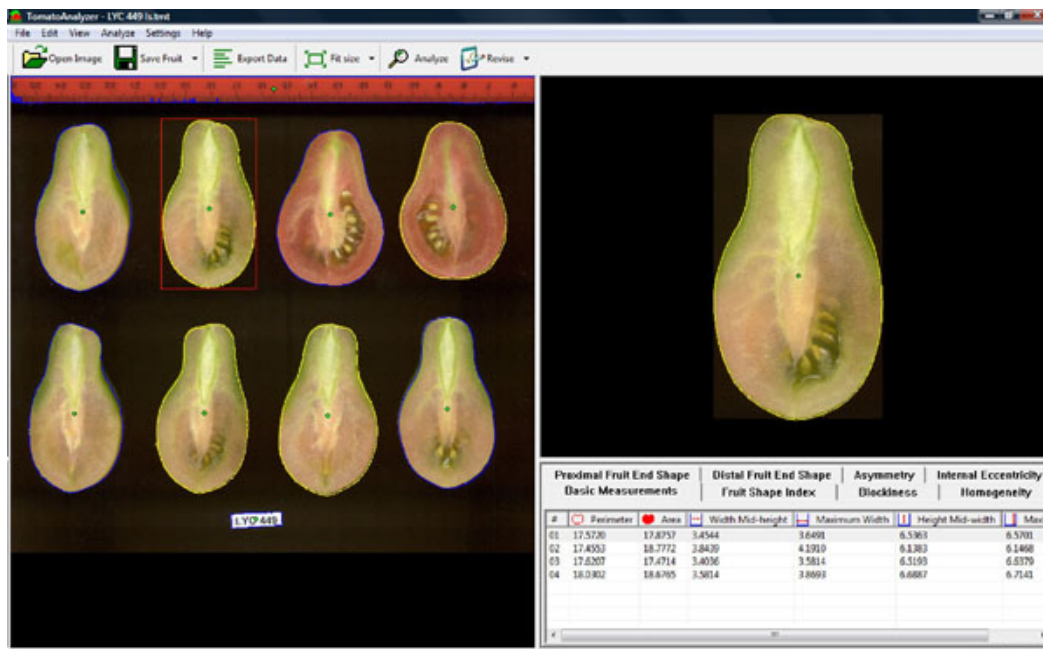 TomatoAnalyzer - LYC 449 ls.tmt
File Edit View Analyze Settings Help
Open Image Save Fruit Export Data Fit size Analyze Revise
LYC 449
Proximal Fruit End Shape Distal Fruit End Shape Asymmetry Internal Eccentricity
Basic Measurements Fruit Shape Index Blockiness Homogeneity
# Perimeter Area Width Mid-height Maximum Width Height Mid-width Maxi
01 17.5720 17.8757 3.4544 3.6491 6.5363 6.5701
02 17.4553 18.7772 3.8439 4.1910 6.1383 6.1468
03 17.6207 17.4714 3.4036 3.5814 6.5193 6.6379
04 18.0302 18.6765 3.5814 3.8693 6.6887 6.7141